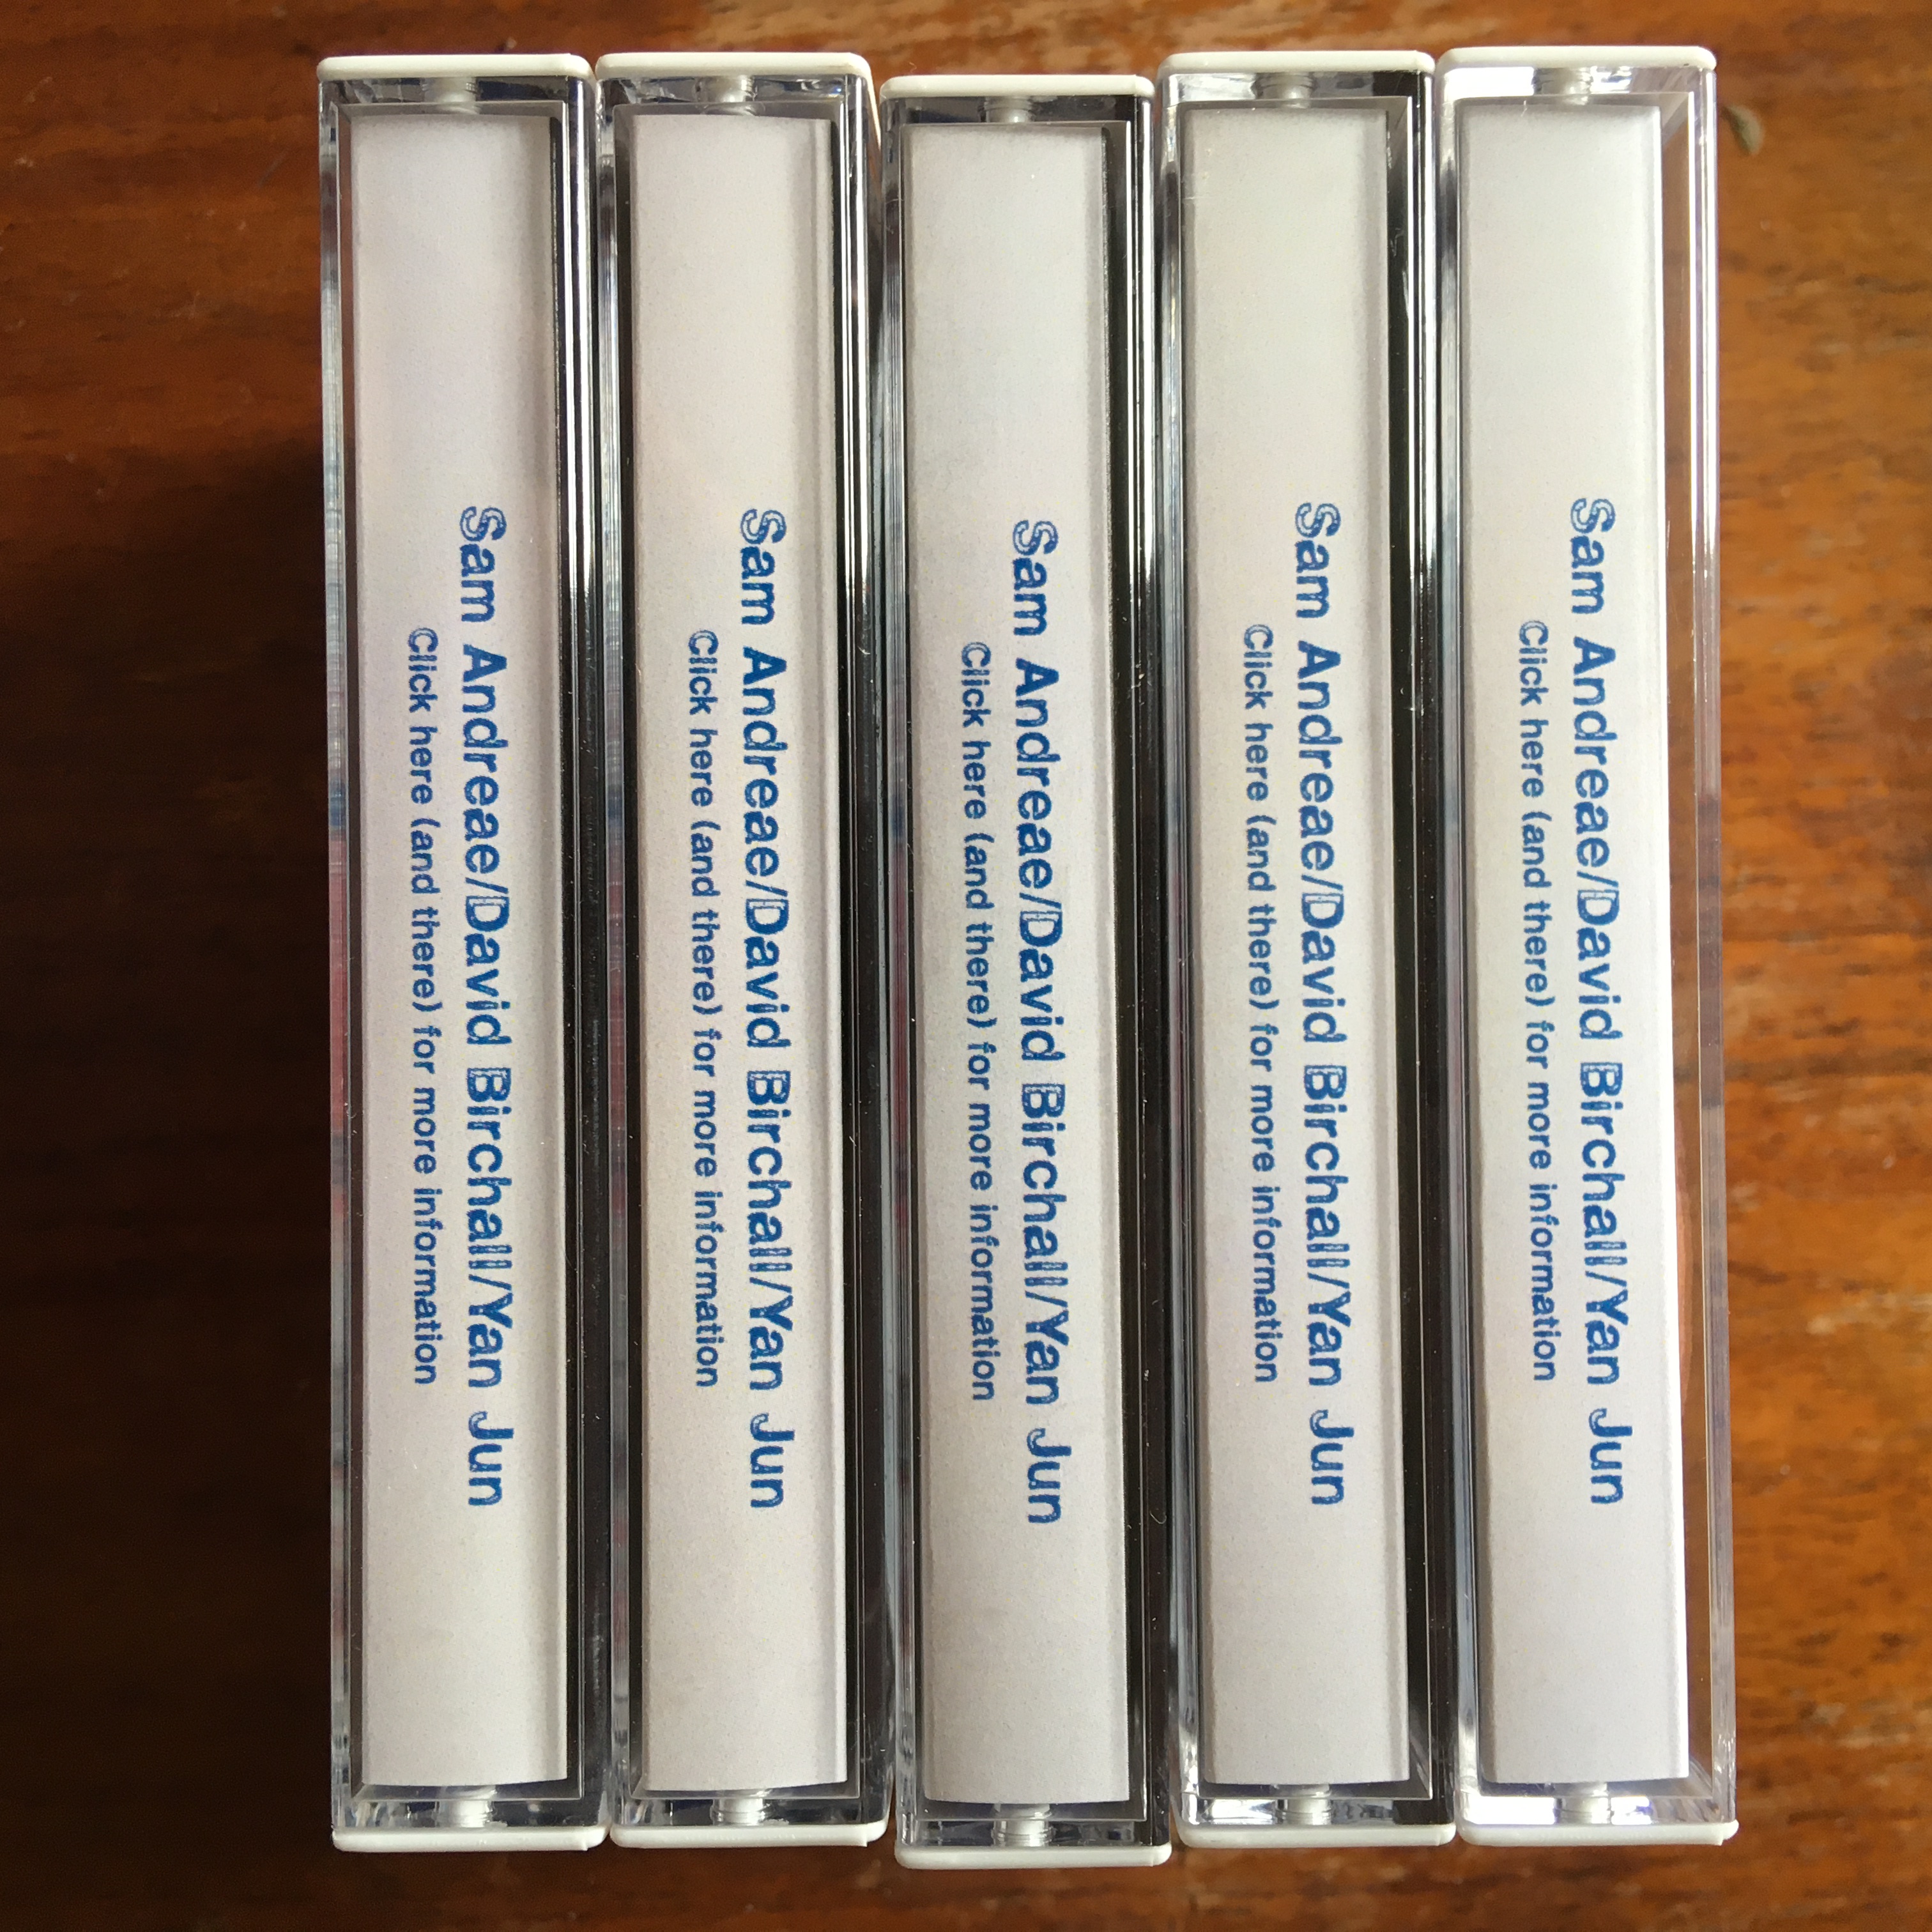 Sam Andreae/David Birchall/Yan Jun
Click here (and there) for more information
Sam Andreae/David Birchall/Yan Jun
Click here (and there) for more information
Sam Andreae/David Birchall/Yan Jun
Click here (and there) for more information
Sam Andreae/David Birchall/Yan Jun
Click here (and there) for more information
Sam Andreae/David Birchall/Yan Jun
Click here (and there) for more information